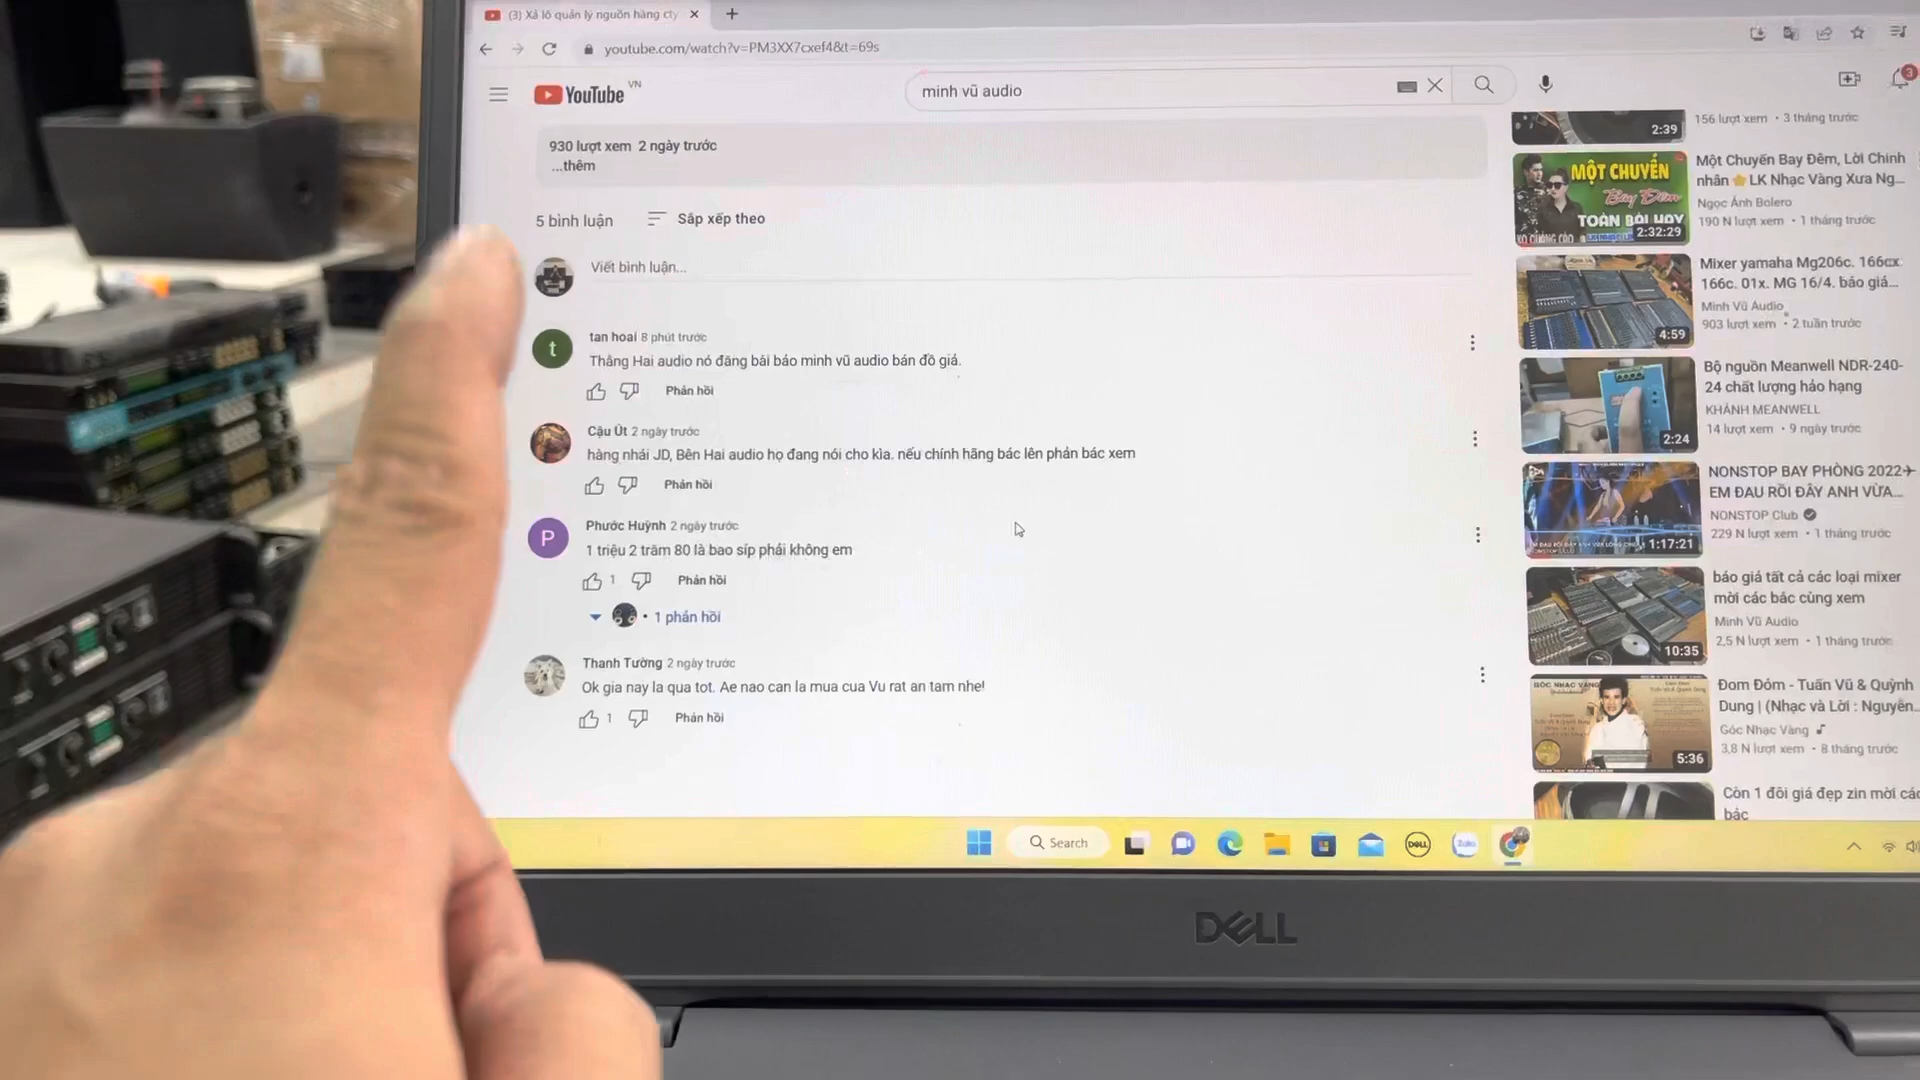 (3) Xả lô quản lý nguồn hàng cty
youtube.com/watch?v=PM3XX7cxef4&t=69s
YouTube VN
minh vũ audio
3
930 lượt xem 2 ngày trước
...thêm
5 bình luận
Sắp xếp theo
Viết bình luận...
t
tan hoai 8 phút trước
Thằng Hai audio nó đăng bài báo minh vũ audio bán đồ giả.
Phản hồi
Cậu Út 2 ngày trước
hàng nhái JD, Bên Hai audio họ đang nói cho kìa. nếu chính hãng bác lên phản bác xem
Phản hồi
P
Phước Huỳnh 2 ngày trước
1 triệu 2 trăm 80 là bao síp phải không em
1
Phản hồi
• 1 phản hồi
Thanh Tường 2 ngày trước
Ok gia nay la qua tot. Ae nao can la mua cua Vu rat an tam nhe!
1
Phản hồi
2:39
156 lượt xem • 3 tháng trước
MỘT CHUYẾN
Bay Đêm
TOÀN BÀI HAY
2:32:29
Một Chuyến Bay Đêm, Lời Chinh
nhân ⭐ LK Nhạc Vàng Xưa Ng...
Ngọc Ánh Bolero
190 N lượt xem • 1 tháng trước
4:59
Mixer yamaha Mg206c. 166cx
166c. 01x. MG 16/4. báo giá...
Minh Vũ Audio
903 lượt xem • 2 tuần trước
2:24
Bộ nguồn Meanwell NDR-240-
24 chất lượng hảo hạng
KHÁNH MEANWELL
14 lượt xem • 9 ngày trước
1:17:21
NONSTOP BAY PHÒNG 2022✈
EM ĐAU RỒI ĐÂY ANH VỪA...
NONSTOP Club
229 N lượt xem • 1 tháng trước
10:35
báo giá tất cả các loại mixer
mời các bác cùng xem
Minh Vũ Audio
2,5 N lượt xem • 1 tháng trước
GÓC NHẠC VÀNG
5:36
Đom Đóm - Tuấn Vũ & Quỳnh
Dung | (Nhạc và Lời : Nguyễn...
Góc Nhạc Vàng
3,8 N lượt xem • 8 tháng trước
Còn 1 đôi giá đẹp zin mời các
bác
Search
DELL
Zalo
DELL